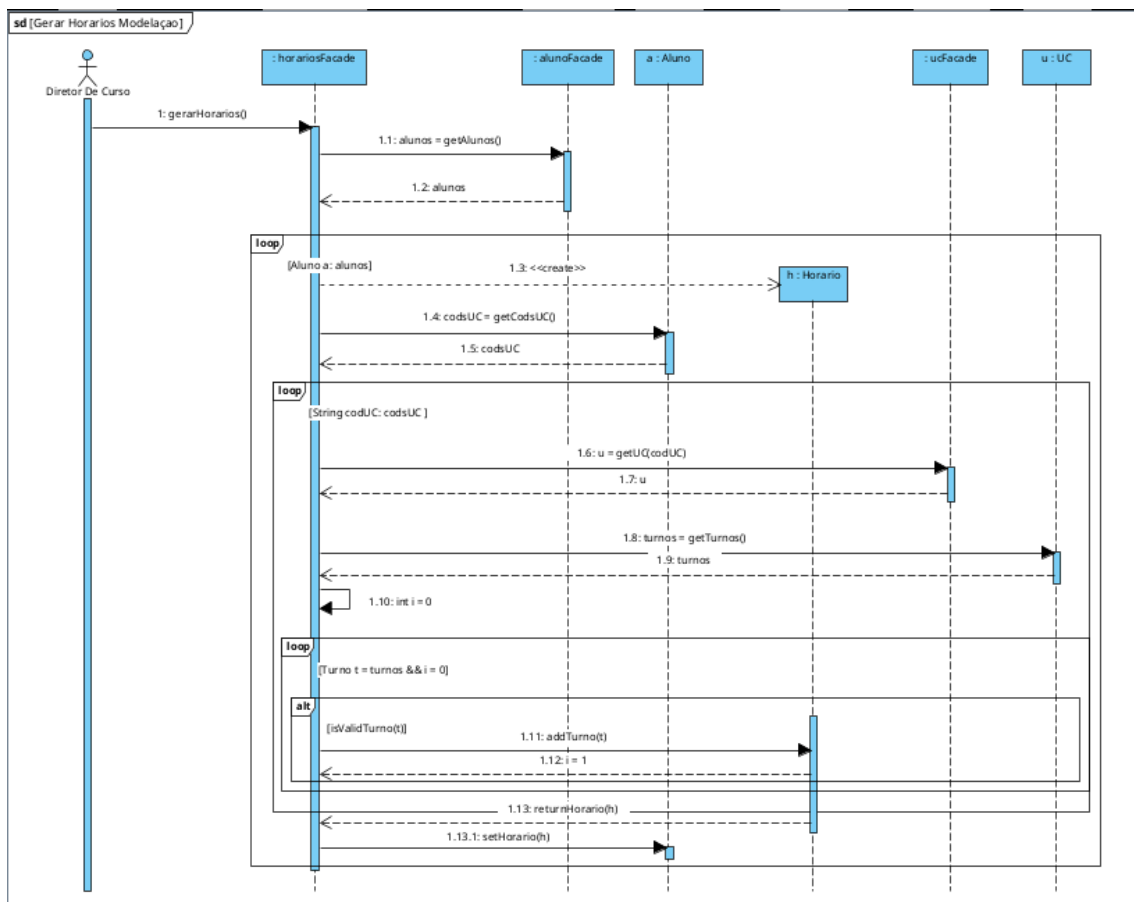 sd [Gerar Horarios Modelaçao]
Diretor De Curso
: horariosFacade
: alunoFacade
a : Aluno
: ucFacade
u : UC
1: gerarHorarios()
1.1: alunos = getAlunos()
1.2: alunos
loop
[Aluno a: alunos]
1.3: <<create>>
h : Horario
1.4: codsUC = getCodsUC()
1.5: codsUC
loop
[String codUC: codsUC ]
1.6: u = getUC(codUC)
1.7: u
1.8: turnos = getTurnos()
1.9: turnos
1.10: int i = 0
loop
[Turno t = turnos && i = 0]
alt
[isValidTurno(t)]
1.11: addTurno(t)
1.12: i = 1
1.13: returnHorario(h)
1.13.1: setHorario(h)